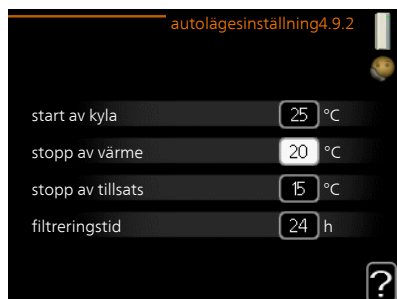 autolägesinställning4.9.2
start av kyla 25 °C
stopp av värme 20 °C
stopp av tillsats 15 °C
filtreringstid 24 h
?